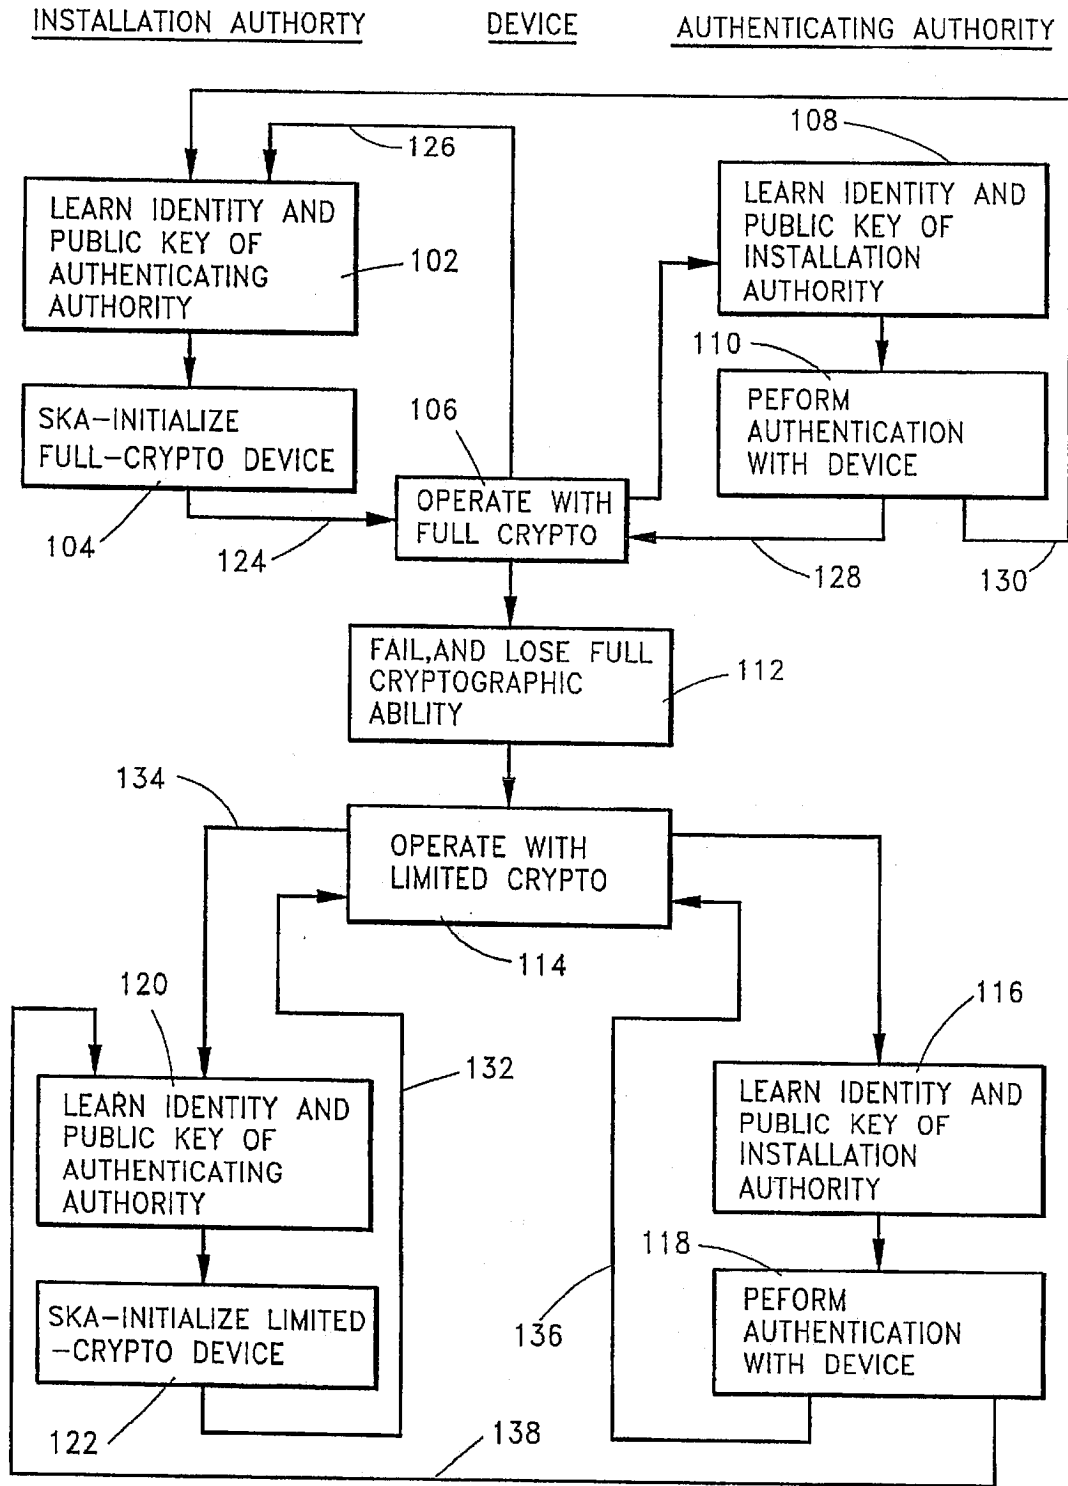 INSTALLATION AUTHORTY
DEVICE
AUTHENTICATING AUTHORITY
126
108
LEARN IDENTITY AND
PUBLIC KEY OF
AUTHENTICATING
AUTHORITY
102
LEARN IDENTITY AND
PUBLIC KEY OF
INSTALLATION
AUTHORITY
110
SKA-INITIALIZE
FULL-CRYPTO DEVICE
106
PEFORM
AUTHENTICATION
WITH DEVICE
OPERATE WITH
FULL CRYPTO
104
124
128
130
FAIL,AND LOSE FULL
CRYPTOGRAPHIC
ABILITY
112
134
OPERATE WITH
LIMITED CRYPTO
114
120
116
132
LEARN IDENTITY AND
PUBLIC KEY OF
AUTHENTICATING
AUTHORITY
LEARN IDENTITY AND
PUBLIC KEY OF
INSTALLATION
AUTHORITY
118
SKA-INITIALIZE LIMITED
-CRYPTO DEVICE
136
PEFORM
AUTHENTICATION
WITH DEVICE
122
138